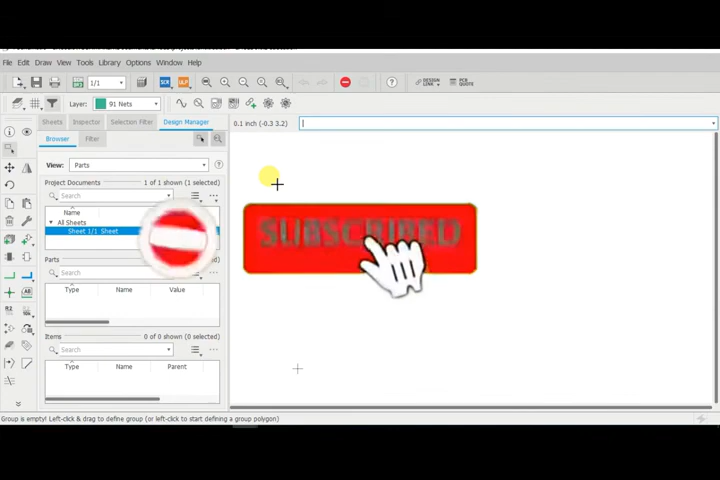 File Edit Draw View Tools Library Options Window Help
1/1
SCR ULP
DESIGN LINK
PCB QUOTE
Layer: 91 Nets
Sheets Inspector Selection Filter Design Manager
0.1 inch (-0.3 3.2)
Browser Filter
View: Parts
Project Documents 1 of 1 shown (1 selected)
Search
Name
All Sheets
Sheet 1/1 Sheet
SUBSCRIBED
Parts
Search
Type Name Value
Items 0 of 0 shown (0 selected)
Search
Type Name Parent
R2
Group is empty! Left-click & drag to define group (or left-click to start defining a group polygon)